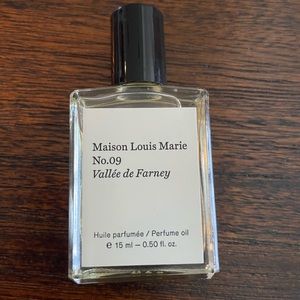 Maison Louis Marie
No.09
Vallée de Farney
Huile parfumée / Perfume oil
℮ 15 ml – 0.50 fl. oz.